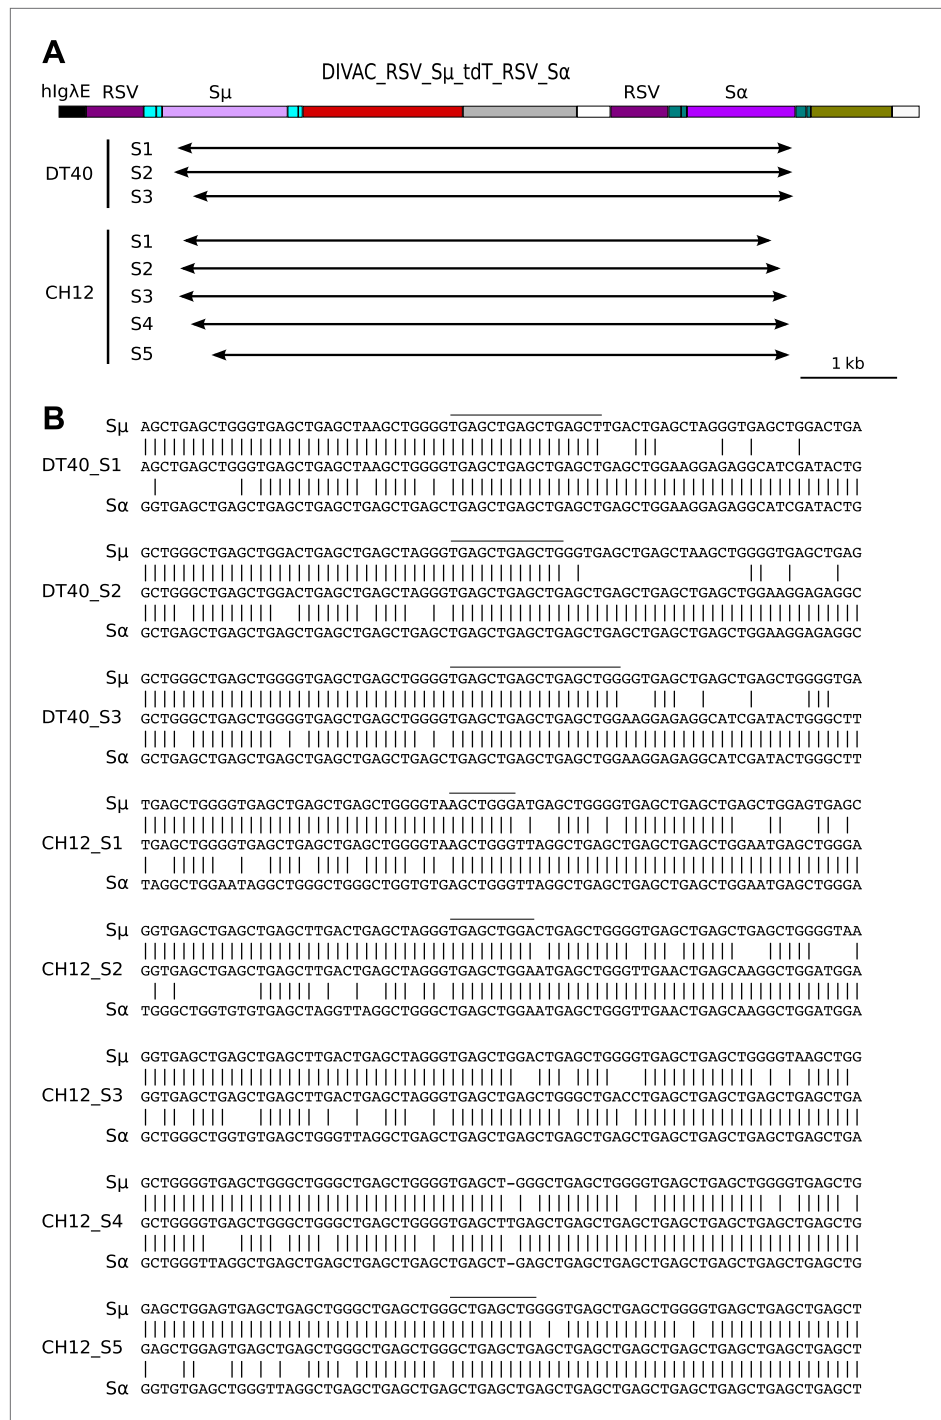 A
DIVAC_RSV_Sμ_tdT_RSV_Sα
hIgλE RSV Sμ RSV Sα
DT40
S1
S2
S3
CH12
S1
S2
S3
S4
S5
1 kb
B
Sμ AGCTGAGCTGGGTGAGCTGAGCTAAGCTGGGGTGAGCTGAGCTGAGCTTGACTGAGCTAGGGTGAGCTGGACTGA
DT40_S1 AGCTGAGCTGGGTGAGCTGAGCTAAGCTGGGGTGAGCTGAGCTGAGCTGAGCTGGAAGGAGAGGCATCGATACTG
Sα GGTGAGCTGAGCTGAGCTGAGCTGAGCTGAGCTGAGCTGAGCTGAGCTGAGCTGGAAGGAGAGGCATCGATACTG
Sμ GCTGGGCTGAGCTGGACTGAGCTGAGCTAGGGTGAGCTGAGCTGGGTGAGCTGAGCTAAGCTGGGGTGAGCTGAG
DT40_S2 GCTGGGCTGAGCTGGACTGAGCTGAGCTAGGGTGAGCTGAGCTGAGCTGAGCTGAGCTGAGCTGGAAGGAGAGGC
Sα GCTGAGCTGAGCTGAGCTGAGCTGAGCTGAGCTGAGCTGAGCTGAGCTGAGCTGAGCTGAGCTGGAAGGAGAGGC
Sμ GCTGGGCTGAGCTGGGGTGAGCTGAGCTGGGGTGAGCTGAGCTGAGCTGGGGTGAGCTGAGCTGAGCTGGGGTGA
DT40_S3 GCTGGGCTGAGCTGGGGTGAGCTGAGCTGGGGTGAGCTGAGCTGAGCTGGAAGGAGAGGCATCGATACTGGGCTT
Sα GCTGAGCTGAGCTGAGCTGAGCTGAGCTGAGCTGAGCTGAGCTGAGCTGGAAGGAGAGGCATCGATACTGGGCTT
Sμ TGAGCTGGGGTGAGCTGAGCTGAGCTGGGGTAAGCTGGGATGAGCTGGGGTGAGCTGAGCTGAGCTGGAGTGAGC
CH12_S1 TGAGCTGGGGTGAGCTGAGCTGAGCTGGGGTAAGCTGGGTTAGGCTGAGCTGAGCTGAGCTGGAATGAGCTGGGA
Sα TAGGCTGGAATAGGCTGGGCTGGGCTGGTGTGAGCTGGGTTAGGCTGAGCTGAGCTGAGCTGGAATGAGCTGGGA
Sμ GGTGAGCTGAGCTGAGCTTGACTGAGCTAGGGTGAGCTGGACTGAGCTGGGGTGAGCTGAGCTGAGCTGGGGTAA
CH12_S2 GGTGAGCTGAGCTGAGCTTGACTGAGCTAGGGTGAGCTGGAATGAGCTGGGTTGAACTGAGCAAGGCTGGATGGA
Sα TGGGCTGGTGTGTGAGCTAGGTTAGGCTGGGCTGAGCTGGAATGAGCTGGGTTGAACTGAGCAAGGCTGGATGGA
Sμ GGTGAGCTGAGCTGAGCTTGACTGAGCTAGGGTGAGCTGGACTGAGCTGGGGTGAGCTGAGCTGGGGTAAGCTGG
CH12_S3 GGTGAGCTGAGCTGAGCTTGACTGAGCTAGGGTGAGCTGAGCTGGGCTGACCTGAGCTGAGCTGAGCTGAGCTGA
Sα GCTGGGCTGGTGTGAGCTGGGTTAGGCTGAGCTGAGCTGAGCTGAGCTGAGCTGAGCTGAGCTGAGCTGAGCTGA
Sμ GCTGGGGTGAGCTGGGCTGGGCTGAGCTGGGGTGAGCT-GGGCTGAGCTGGGGTGAGCTGAGCTGGGGTGAGCTG
CH12_S4 GCTGGGGTGAGCTGGGCTGGGCTGAGCTGGGGTGAGCTTGAGCTGAGCTGAGCTGAGCTGAGCTGAGCTGAGCTG
Sα GCTGGGTTAGGCTGAGCTGAGCTGAGCTGAGCTGAGCT-GAGCTGAGCTGAGCTGAGCTGAGCTGAGCTGAGCTG
Sμ GAGCTGGAGTGAGCTGAGCTGGGCTGAGCTGGGCTGAGCTGGGGTGAGCTGAGCTGGGGTGAGCTGAGCTGAGCT
CH12_S5 GAGCTGGAGTGAGCTGAGCTGGGCTGAGCTGGGCTGAGCTGAGCTGAGCTGAGCTGAGCTGAGCTGAGCTGAGCT
Sα GGTGTGAGCTGGGTTAGGCTGAGCTGAGCTGAGCTGAGCTGAGCTGAGCTGAGCTGAGCTGAGCTGAGCTGAGCT